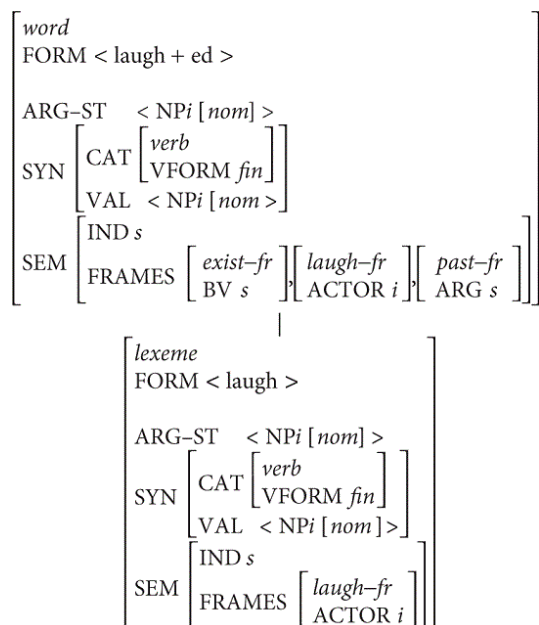 word
FORM < laugh + ed >
ARG–ST < NPi [nom] >
SYN [CAT [verb
VFORM fin]
VAL < NPi [nom >]
SEM [IND s
FRAMES [exist–fr BV s],[laugh–fr ACTOR i],[past–fr ARG s]]
lexeme
FORM < laugh >
ARG–ST < NPi [nom] >
SYN [CAT [verb
VFORM fin]
VAL < NPi [nom]>]
SEM [IND s
FRAMES [laugh–fr
ACTOR i]]